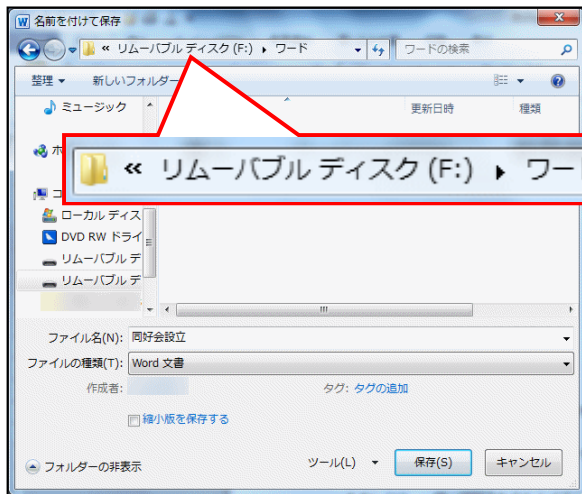 名前を付けて保存
« リムーバブル ディスク (F:) ▸ ワード
ワードの検索
整理
新しいフォルダー
ミュージック
更新日時
種類
« リムーバブル ディスク (F:) ▸ ワー
ホ
コ
ローカル ディス
DVD RW ドライ
リムーバブル デ
リムーバブル デ
ファイル名(N): 同好会設立
ファイルの種類(T): Word 文書
作成者:
タグ: タグの追加
縮小版を保存する
フォルダーの非表示
ツール(L)
保存(S)
キャンセル